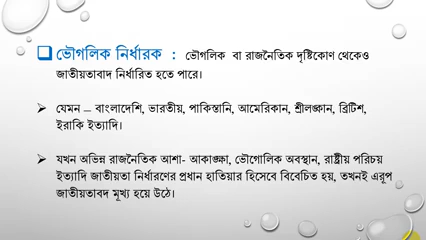 ভৌগলিক নির্ধারক : ভৌগলিক বা রাজনৈতিক দৃষ্টিকোণ থেকেও
জাতীয়তাবাদ নির্ধারিত হতে পারে।
যেমন – বাংলাদেশি, ভারতীয়, পাকিস্তানি, আমেরিকান, শ্রীলঙ্কান, ব্রিটিশ,
ইরাকি ইত্যাদি।
যখন অভিন্ন রাজনৈতিক আশা- আকাঙ্ক্ষা, ভৌগোলিক অবস্থান, রাষ্ট্রীয় পরিচয়
ইত্যাদি জাতীয়তা নির্ধারণের প্রধান হাতিয়ার হিসেবে বিবেচিত হয়, তখনই এরূপ
জাতীয়তাবদ মূখ্য হয়ে উঠে।